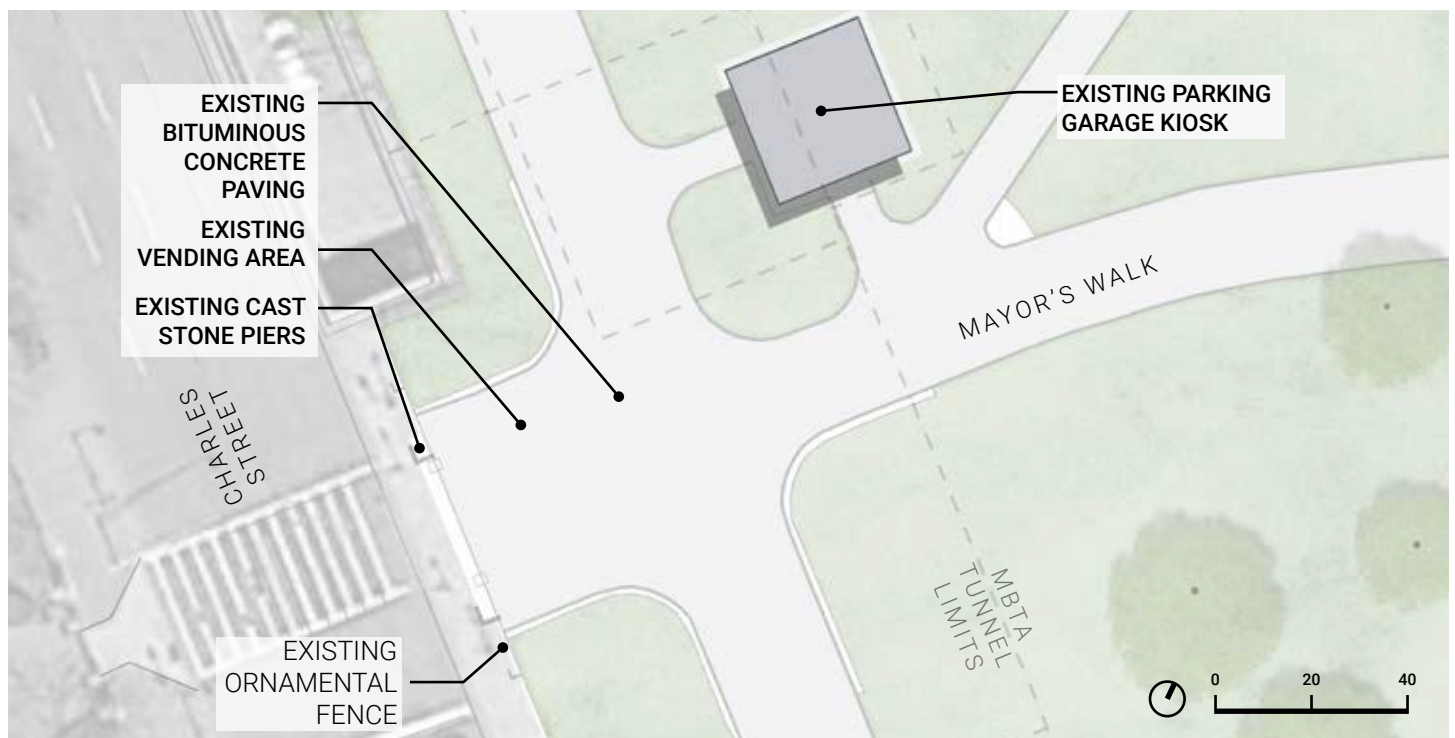 EXISTING
BITUMINOUS
CONCRETE
PAVING
EXISTING
VENDING AREA
EXISTING CAST
STONE PIERS
EXISTING PARKING
GARAGE KIOSK
MAYOR'S WALK
CHARLES
STREET
MBTA
TUNNEL
LIMITS
EXISTING
ORNAMENTAL
FENCE
0 20 40